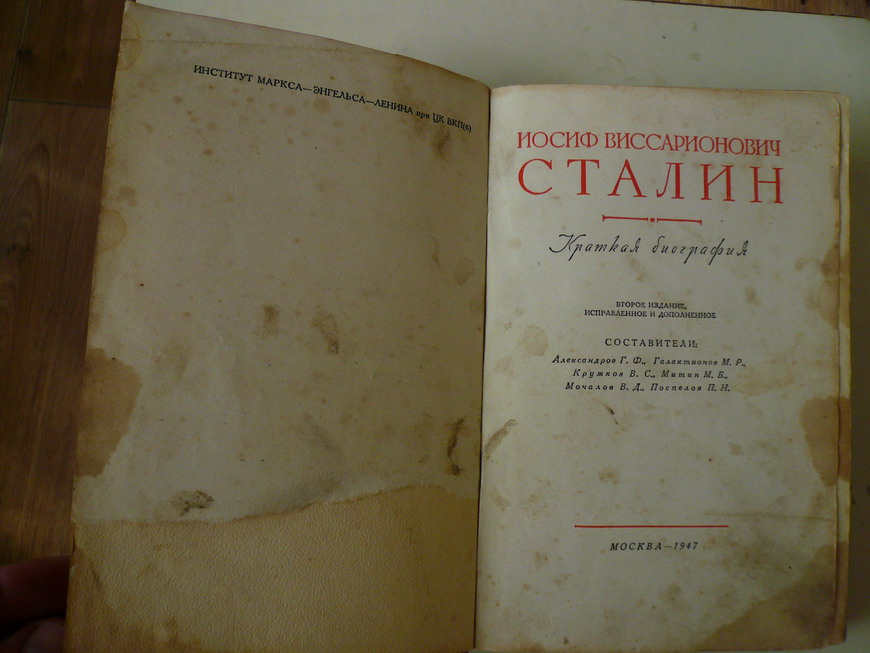 ИНСТИТУТ МАРКСА—ЭНГЕЛЬСА—ЛЕНИНА при ЦК ВКП(б)
ИОСИФ ВИССАРИОНОВИЧ
СТАЛИН
Краткая биография
ВТОРОЕ ИЗДАНИЕ,
ИСПРАВЛЕННОЕ И ДОПОЛНЕННОЕ
СОСТАВИТЕЛИ:
Александров Г. Ф., Галактионов М. Р.,
Кружков В. С., Митин М. Б.,
Мочалов В. Д., Поспелов П. Н.
МОСКВА—1947